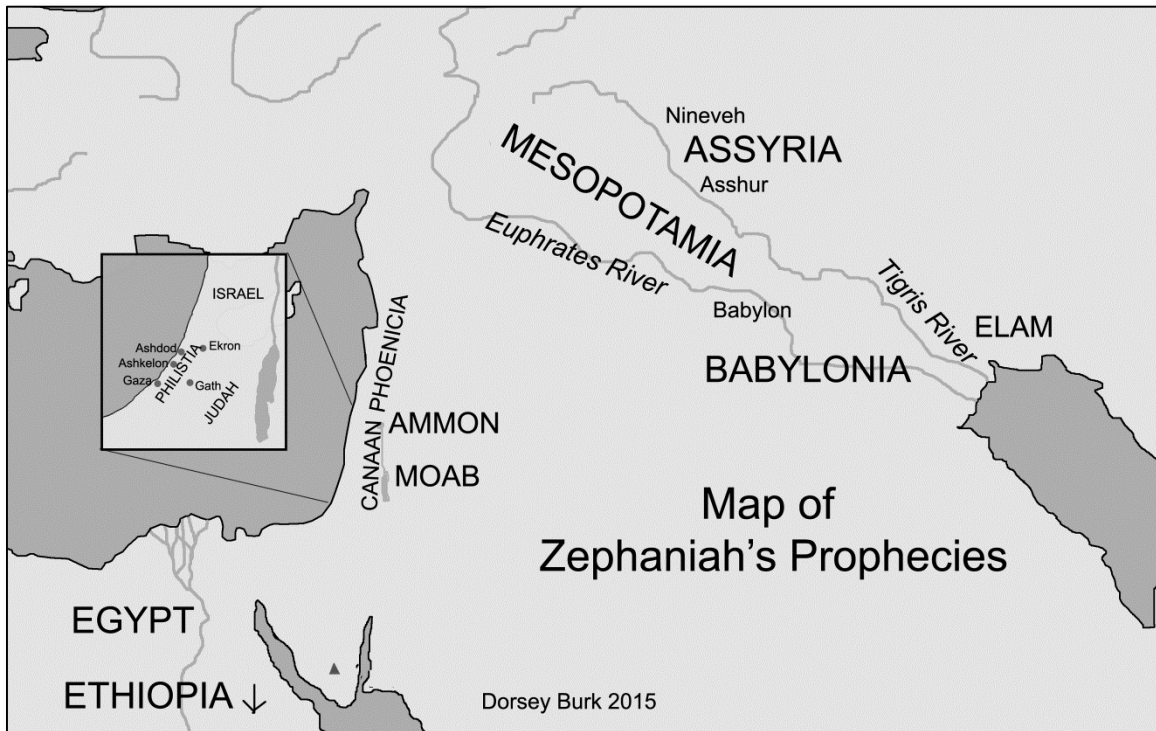 Nineveh
ASSYRIA
MESOPOTAMIA
Asshur
Euphrates River
Tigris River
ISRAEL
Babylon
ELAM
Ashdod
Ekron
Ashkelon
PHILISTIA
BABYLONIA
Gaza
Gath
JUDAH
CANAAN PHOENICIA
AMMON
MOAB
Map of
Zephaniah’s Prophecies
EGYPT
ETHIOPIA ↓
Dorsey Burk 2015